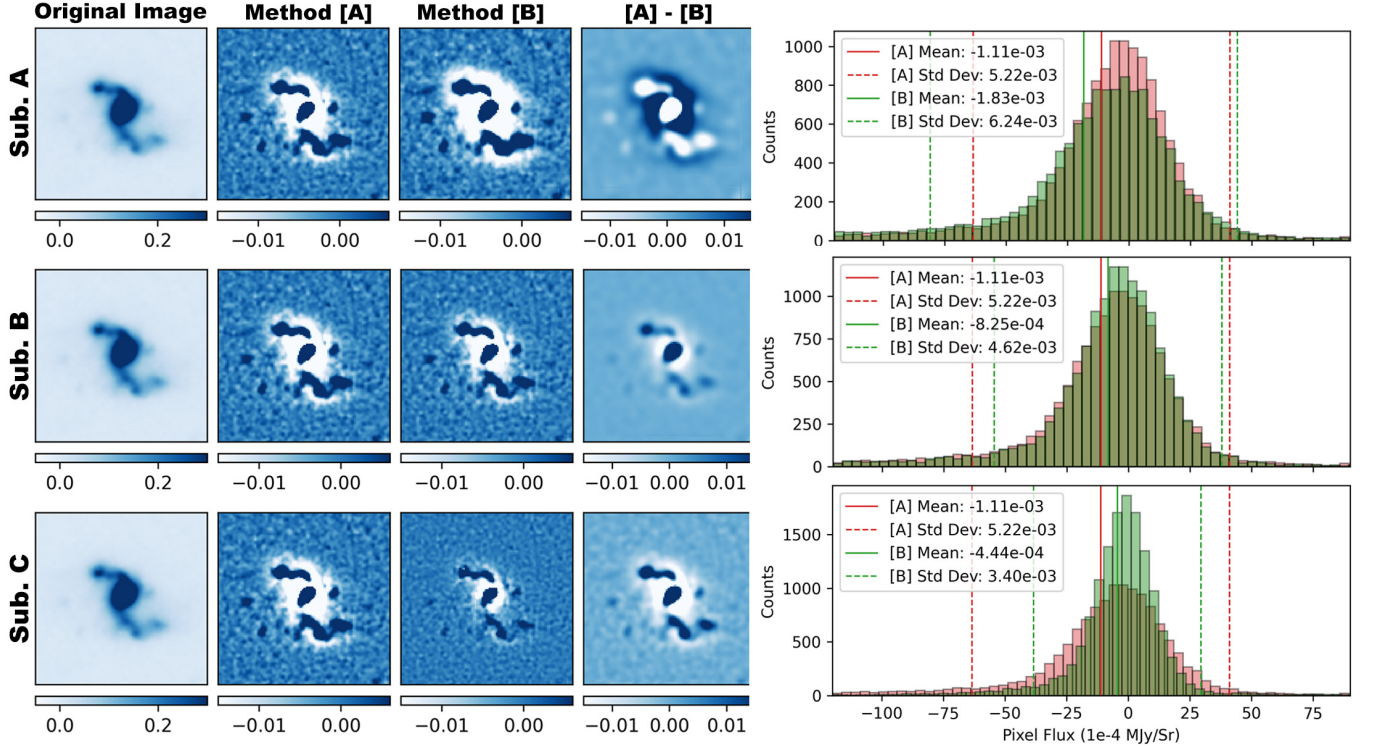 Original Image Method [A] Method [B] [A] - [B]
Sub. A
0.0 0.2 −0.01 0.00 −0.01 0.00 −0.01 0.00 0.01
Sub. B
0.0 0.2 −0.01 0.00 −0.01 0.00 −0.01 0.00 0.01
Sub. C
0.0 0.2 −0.01 0.00 −0.01 0.00 −0.01 0.00 0.01
[A] Mean: -1.11e-03
[A] Std Dev: 5.22e-03
[B] Mean: -1.83e-03
[B] Std Dev: 6.24e-03
Counts
1000
800
600
400
200
0
[A] Mean: -1.11e-03
[A] Std Dev: 5.22e-03
[B] Mean: -8.25e-04
[B] Std Dev: 4.62e-03
Counts
1000
750
500
250
0
[A] Mean: -1.11e-03
[A] Std Dev: 5.22e-03
[B] Mean: -4.44e-04
[B] Std Dev: 3.40e-03
Counts
1500
1000
500
0
−100 −75 −50 −25 0 25 50 75
Pixel Flux (1e-4 MJy/Sr)